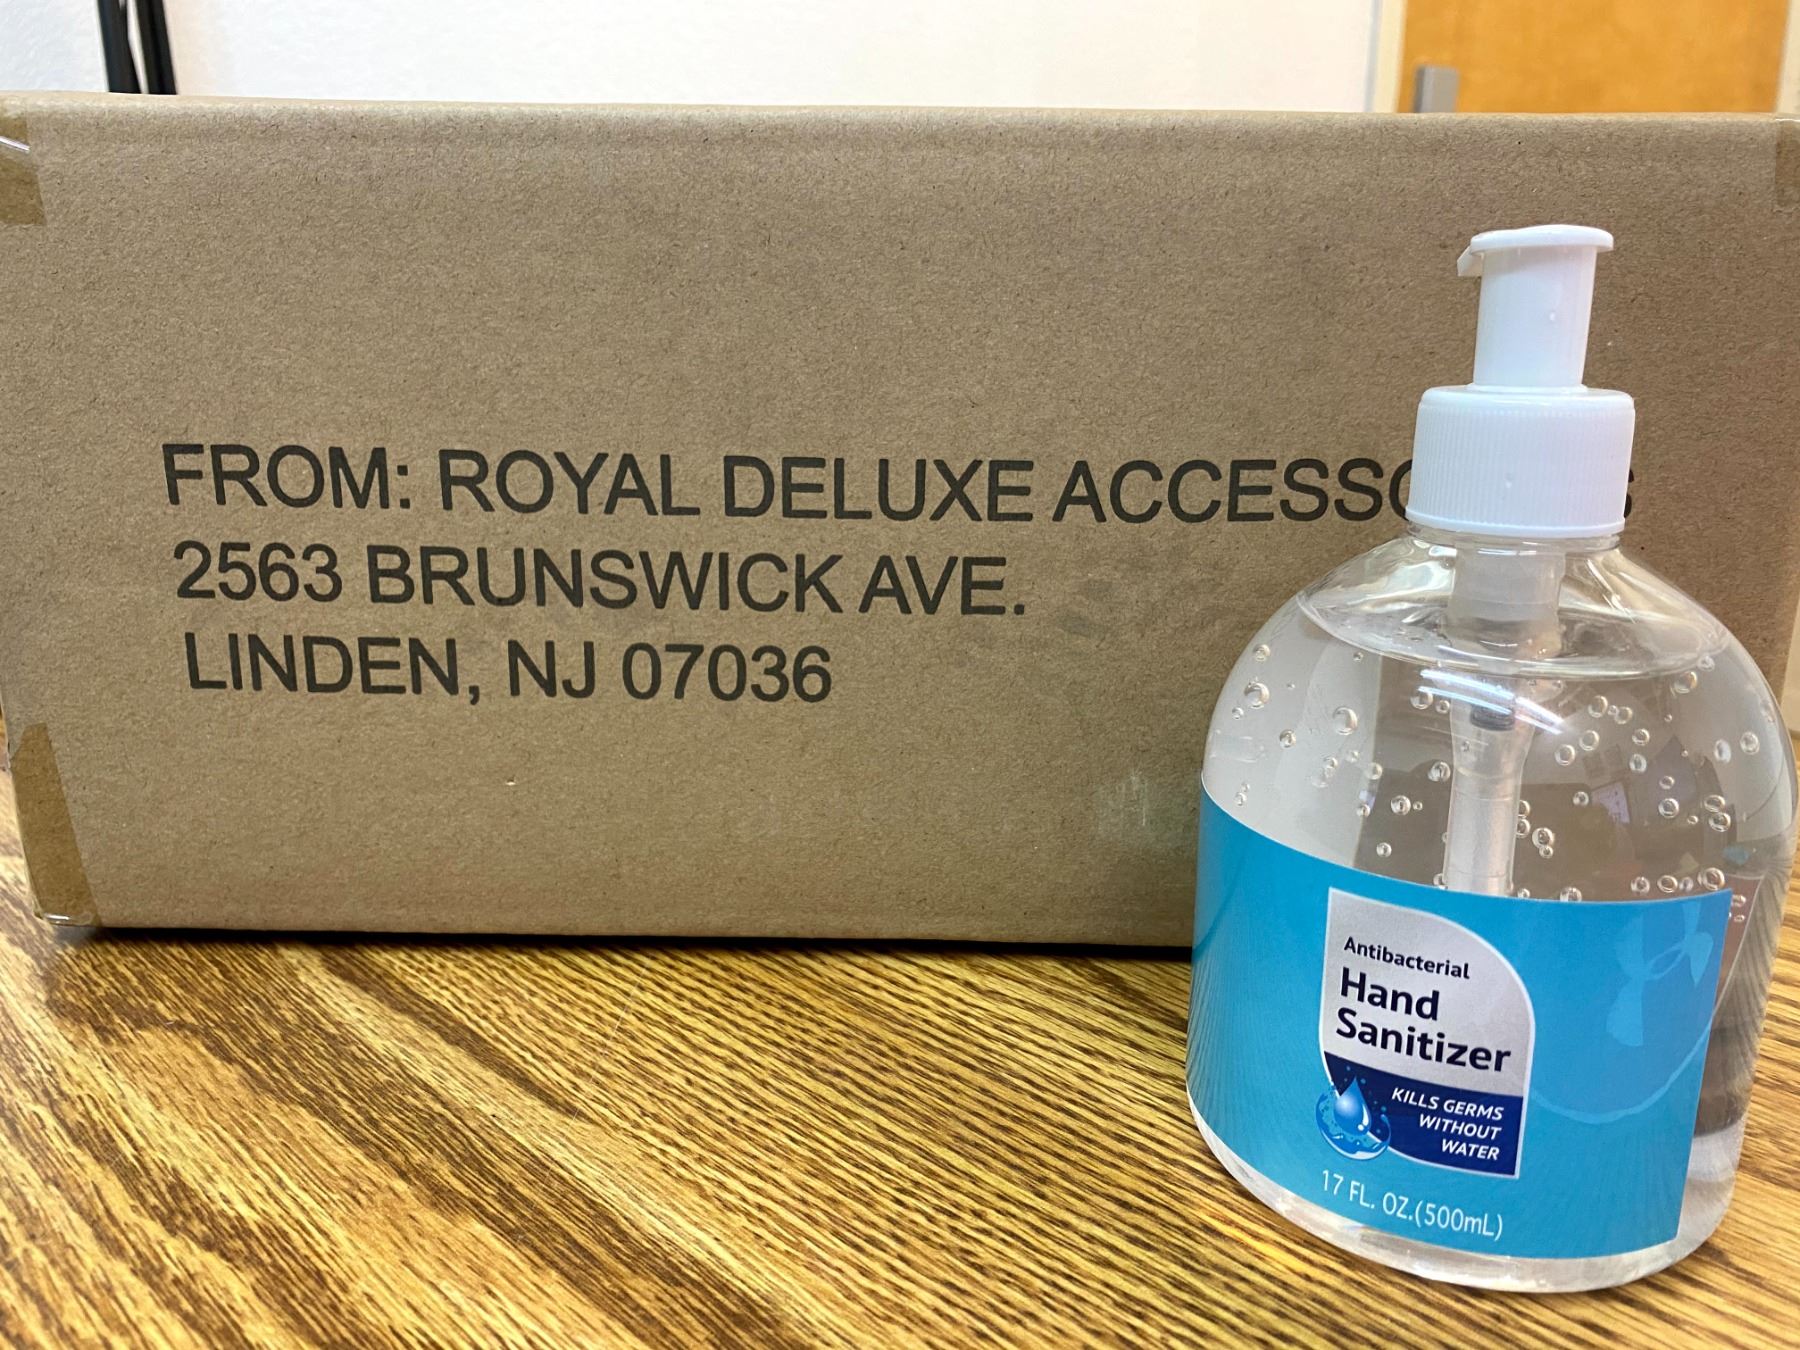 FROM: ROYAL DELUXE
2563 BRUNSWICK AVE.
LINDEN, NJ 07036
Antibacterial
Hand
Sanitizer
KILLS GERMS
WITHOUT
WATER
17 FL. OZ.(500mL)